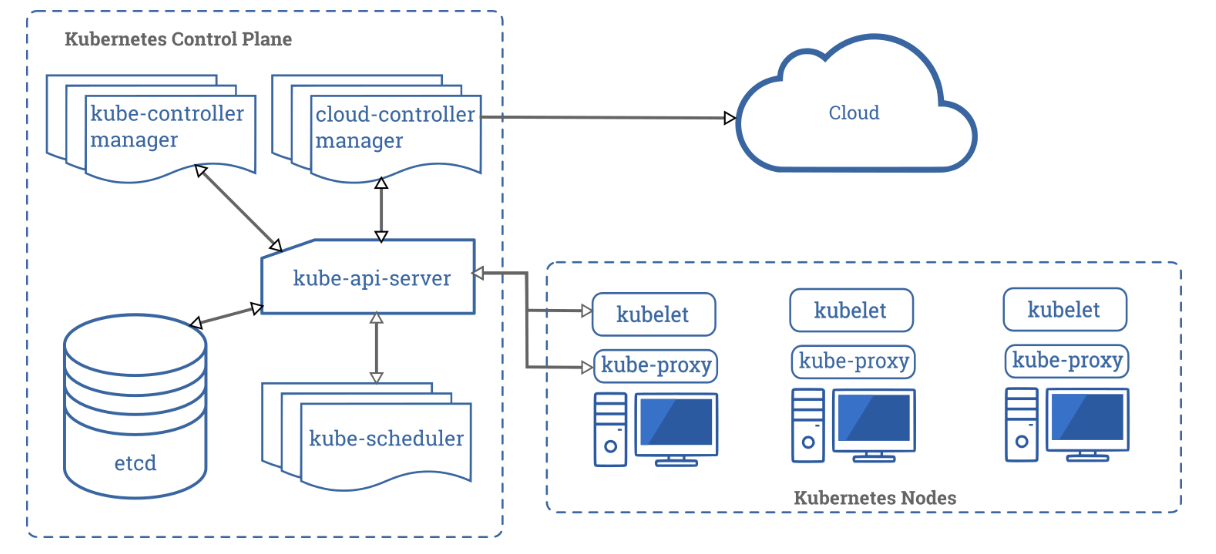 Kubernetes Control Plane
kube-controller
manager
cloud-controller
manager
Cloud
kube-api-server
etcd
kube-scheduler
kubelet
kube-proxy
kubelet
kube-proxy
kubelet
kube-proxy
Kubernetes Nodes